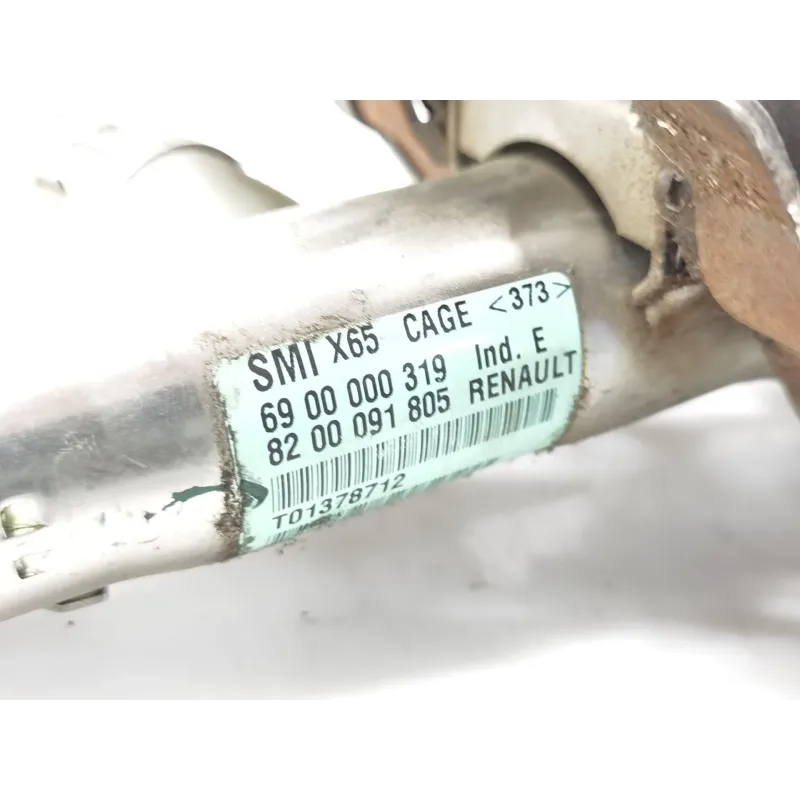 SMI X65 CAGE <373>
69 00 000 319 Ind. E
82 00 091 805 RENAULT
T01378712